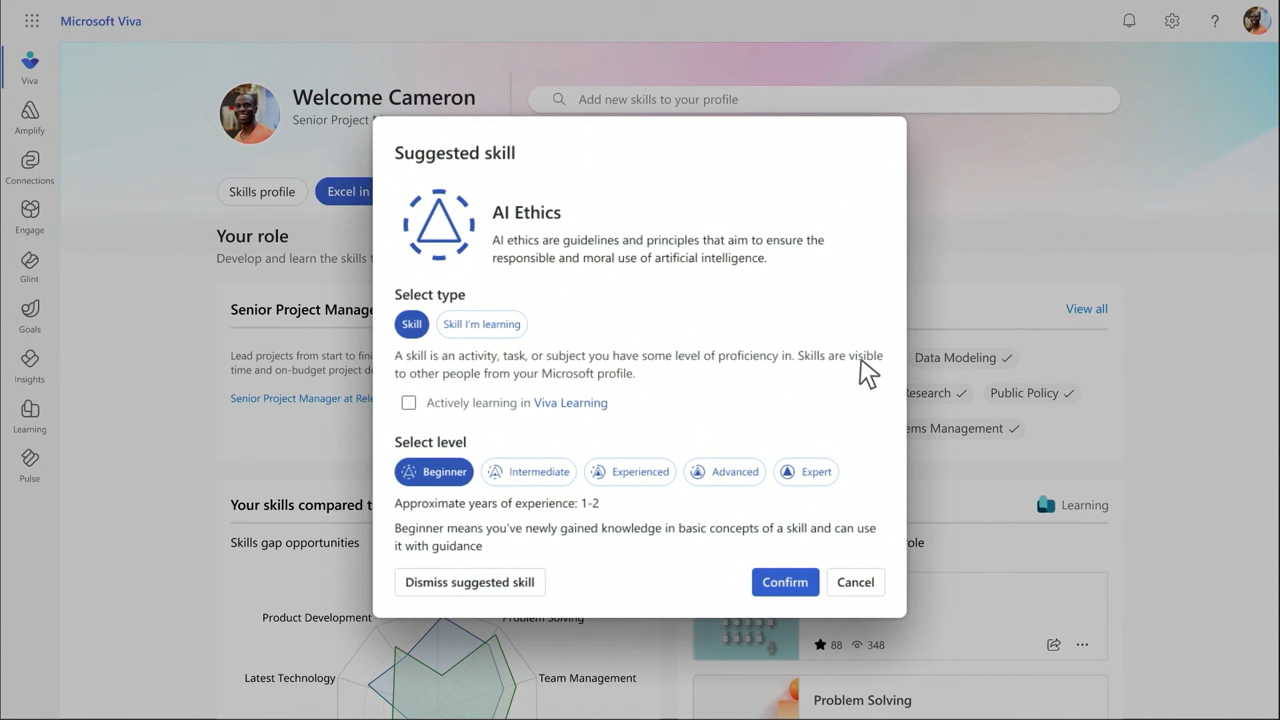 Microsoft Viva
Viva
Amplify
Connections
Engage
Glint
Goals
Insights
Learning
Pulse
Welcome Cameron
Senior Project
Add new skills to your profile
Skills profile
Excel in
Your role
Develop and learn the skills
Senior Project
View all
Lead projects from start to
time and on-budget project
Senior Project Manager at
Data Modeling
Public Policy
Management
Your skills compared
Learning
Skills gap opportunities
Product Development
Problem Solving
Latest Technology
Team Management
88
348
Problem Solving
Suggested skill
AI Ethics
AI ethics are guidelines and principles that aim to ensure the
responsible and moral use of artificial intelligence.
Select type
Skill
Skill I'm learning
A skill is an activity, task, or subject you have some level of proficiency in. Skills are visible
to other people from your Microsoft profile.
Actively learning in Viva Learning
Select level
Beginner
Intermediate
Experienced
Advanced
Expert
Approximate years of experience: 1-2
Beginner means you've newly gained knowledge in basic concepts of a skill and can use
it with guidance
Dismiss suggested skill
Confirm
Cancel